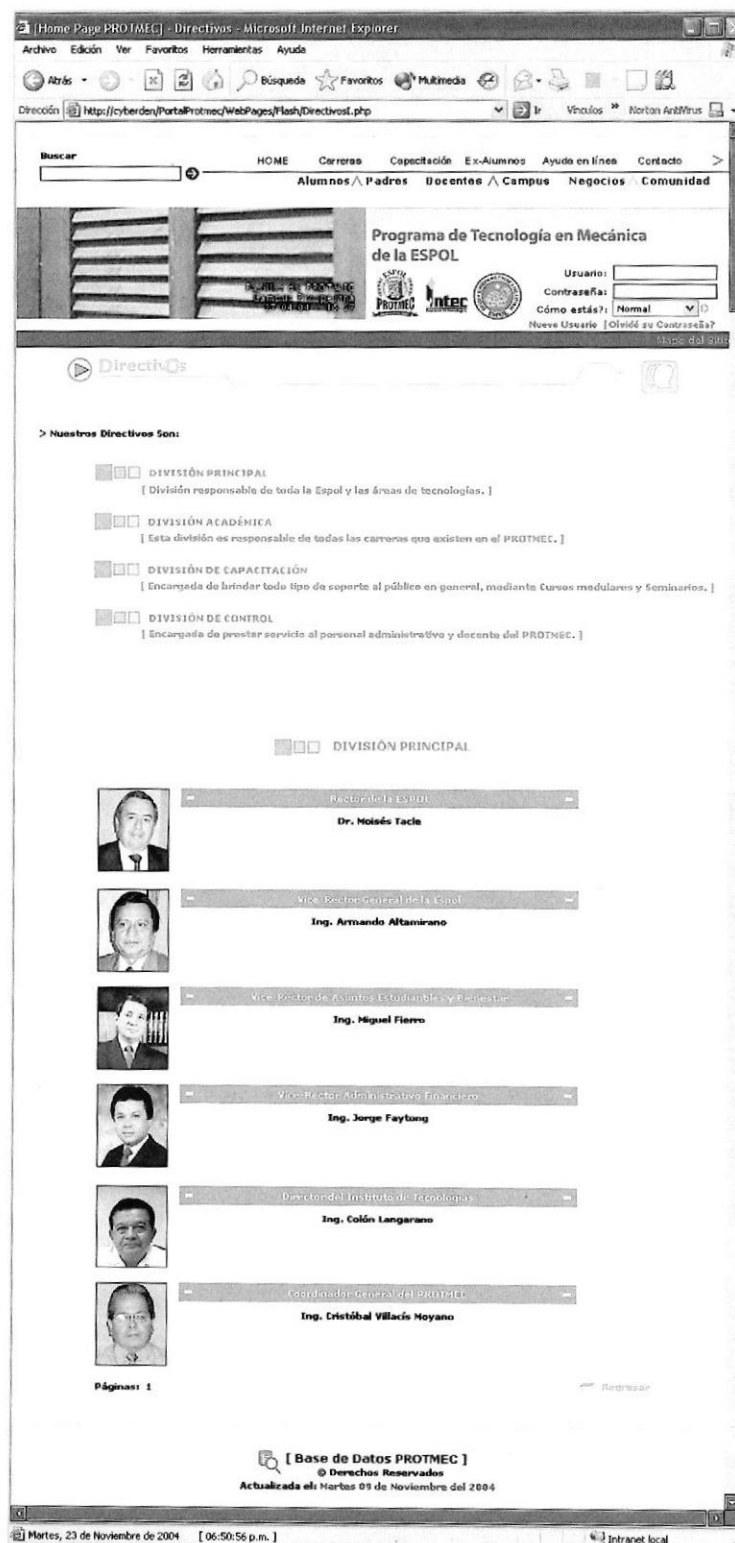 [Home Page PROTMEC] - Directivos - Microsoft Internet Explorer
Archivo Edición Ver Favoritos Herramientas Ayuda
Atrás Búsqueda Favoritos Multimedia
Dirección http://cyberden/PortalProtmec/WebPages/Flash/DirectivosI.php Ir Vínculos » Norton AntiVirus
Buscar
HOME Carreras Capacitación Ex-Alumnos Ayuda en línea Contacto >
Alumnos Padres Docentes Campus Negocios Comunidad
Programa de Tecnología en Mecánica
de la ESPOL
ESPOL
PROTMEC
intec
Usuario:
Contraseña:
Cómo estás?: Normal
Nuevo Usuario | Olvidé su Contraseña?
Mapa del Sitio
DirectivOs
> Nuestros Directivos Son:
DIVISIÓN PRINCIPAL
[ División responsable de toda la Espol y las áreas de tecnologías. ]
DIVISIÓN ACADÉMICA
[ Esta división es responsable de todas las carreras que existen en el PROTMEC. ]
DIVISIÓN DE CAPACITACIÓN
[ Encargada de brindar todo tipo de soporte al público en general, mediante Cursos modulares y Seminarios. ]
DIVISIÓN DE CONTROL
[ Encargada de prestar servicio al personal administrativo y docente del PROTMEC. ]
DIVISIÓN PRINCIPAL
Rector de la ESPOL
Dr. Moisés Tacle
Vice-Rector General de la Espol
Ing. Armando Altamirano
Vice-Rector de Asuntos Estudiantiles y Bienestar
Ing. Miguel Fierro
Vice-Rector Administrativo Financiero
Ing. Jorge Faytong
Director del Instituto de Tecnologías
Ing. Colón Langarano
Coordinador General del PROTMEC
Ing. Cristóbal Villacís Moyano
Páginas: 1
Regresar
[ Base de Datos PROTMEC ]
© Derechos Reservados
Actualizada el: Martes 09 de Noviembre del 2004
Martes, 23 de Noviembre de 2004 [ 06:50:56 p.m. ] Intranet local